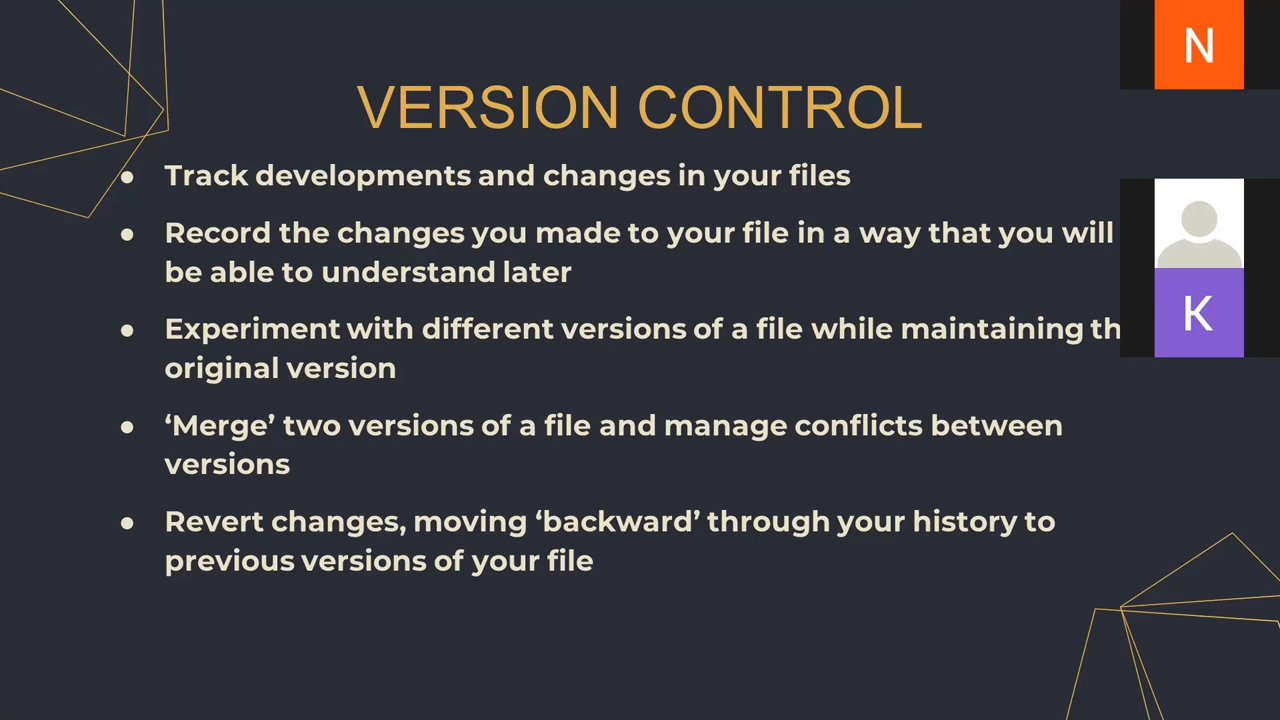 N
VERSION CONTROL
● Track developments and changes in your files
● Record the changes you made to your file in a way that you will
be able to understand later
● Experiment with different versions of a file while maintaining th
original version
● ‘Merge’ two versions of a file and manage conflicts between
versions
● Revert changes, moving ‘backward’ through your history to
previous versions of your file
K